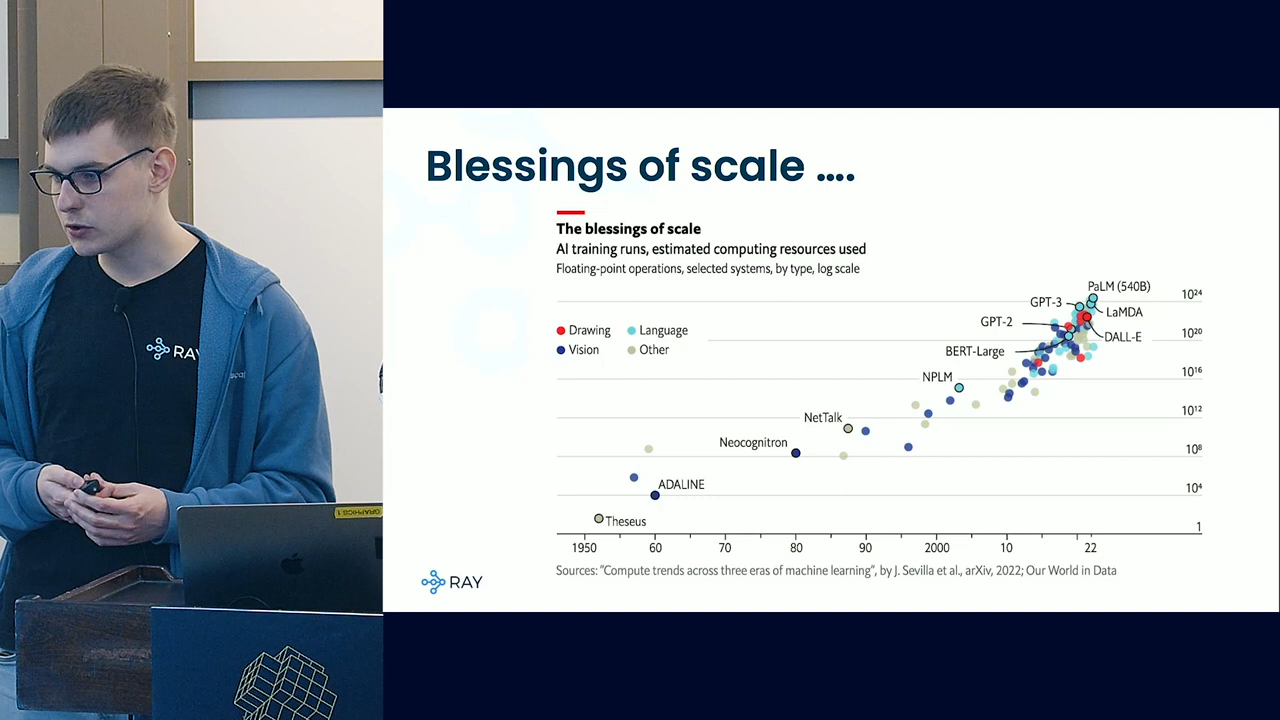 Blessings of scale ....
The blessings of scale
AI training runs, estimated computing resources used
Floating-point operations, selected systems, by type, log scale
Drawing
Language
Vision
Other
PaLM (540B)
GPT-3
LaMDA
GPT-2
DALL-E
BERT-Large
NPLM
NetTalk
Neocognitron
ADALINE
Theseus
10²⁴
10²⁰
10¹⁶
10¹²
10⁸
10⁴
1
1950 60 70 80 90 2000 10 22
Sources: "Compute trends across three eras of machine learning", by J. Sevilla et al., arXiv, 2022; Our World in Data
RAY
RAY
GRAPHICS 1